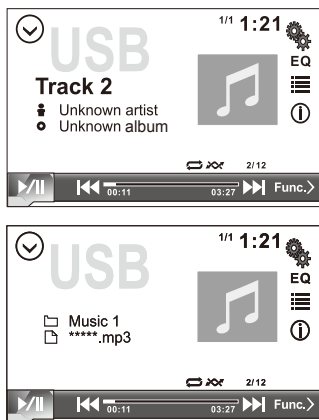 1/1 1:21
USB
EQ
Track 2
Unknown artist
Unknown album
2/12
00:11
03:27
Func.
1/1 1:21
USB
EQ
Music 1
*****.mp3
2/12
00:11
03:27
Func.